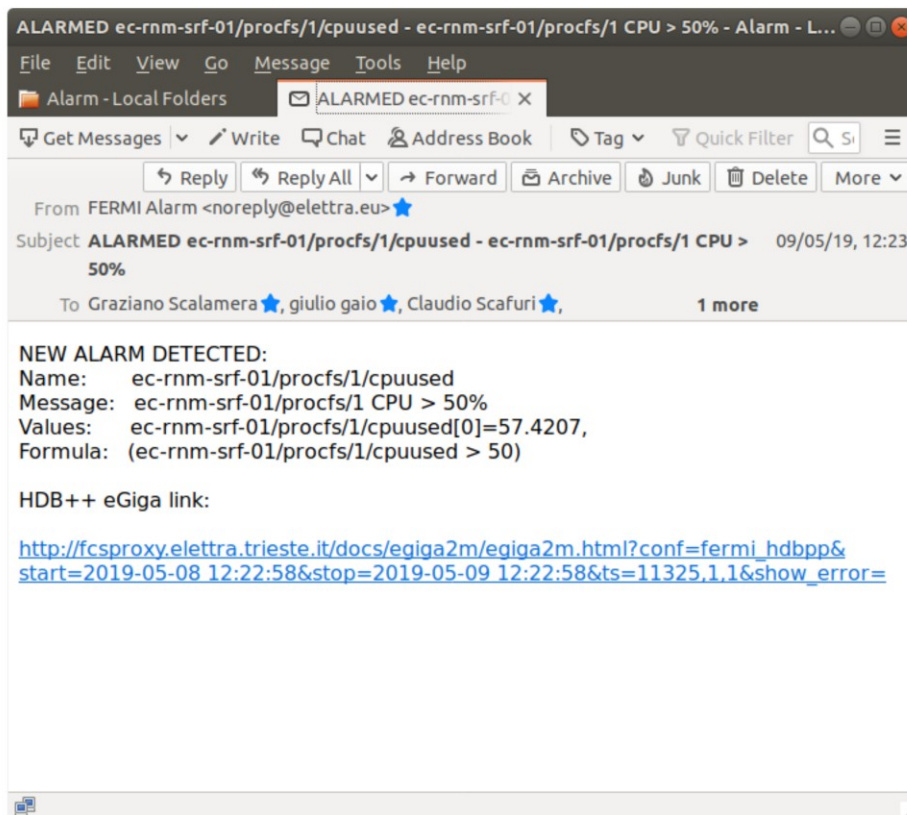 ALARMED ec-rnm-srf-01/procfs/1/cpuused - ec-rnm-srf-01/procfs/1 CPU > 50% - Alarm - L...
File Edit View Go Message Tools Help
Alarm - Local Folders ALARMED ec-rnm-srf-0
Get Messages Write Chat Address Book Tag Quick Filter
Reply Reply All Forward Archive Junk Delete More
From FERMI Alarm <noreply@elettra.eu>
Subject ALARMED ec-rnm-srf-01/procfs/1/cpuused - ec-rnm-srf-01/procfs/1 CPU > 09/05/19, 12:23
50%
To Graziano Scalamera, giulio gaio, Claudio Scafuri, 1 more
NEW ALARM DETECTED:
Name: ec-rnm-srf-01/procfs/1/cpuused
Message: ec-rnm-srf-01/procfs/1 CPU > 50%
Values: ec-rnm-srf-01/procfs/1/cpuused[0]=57.4207,
Formula: (ec-rnm-srf-01/procfs/1/cpuused > 50)
HDB++ eGiga link:
http://fcsproxy.elettra.trieste.it/docs/egiga2m/egiga2m.html?conf=fermi_hdbpp&
start=2019-05-08 12:22:58&stop=2019-05-09 12:22:58&ts=11325,1,1&show_error=